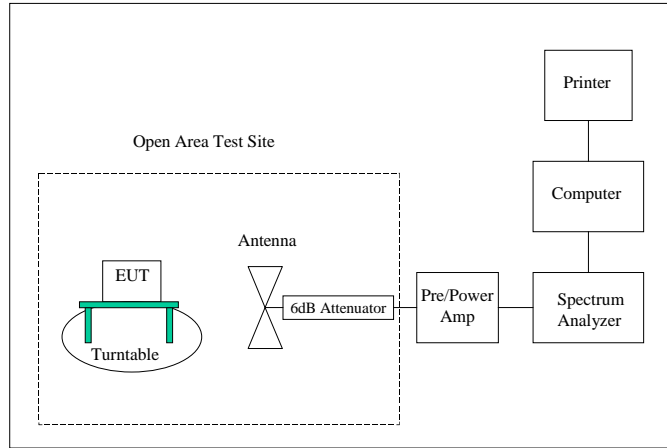 Printer
Open Area Test Site
Computer
Antenna
EUT
6dB Attenuator
Pre/Power
Amp
Spectrum
Analyzer
Turntable